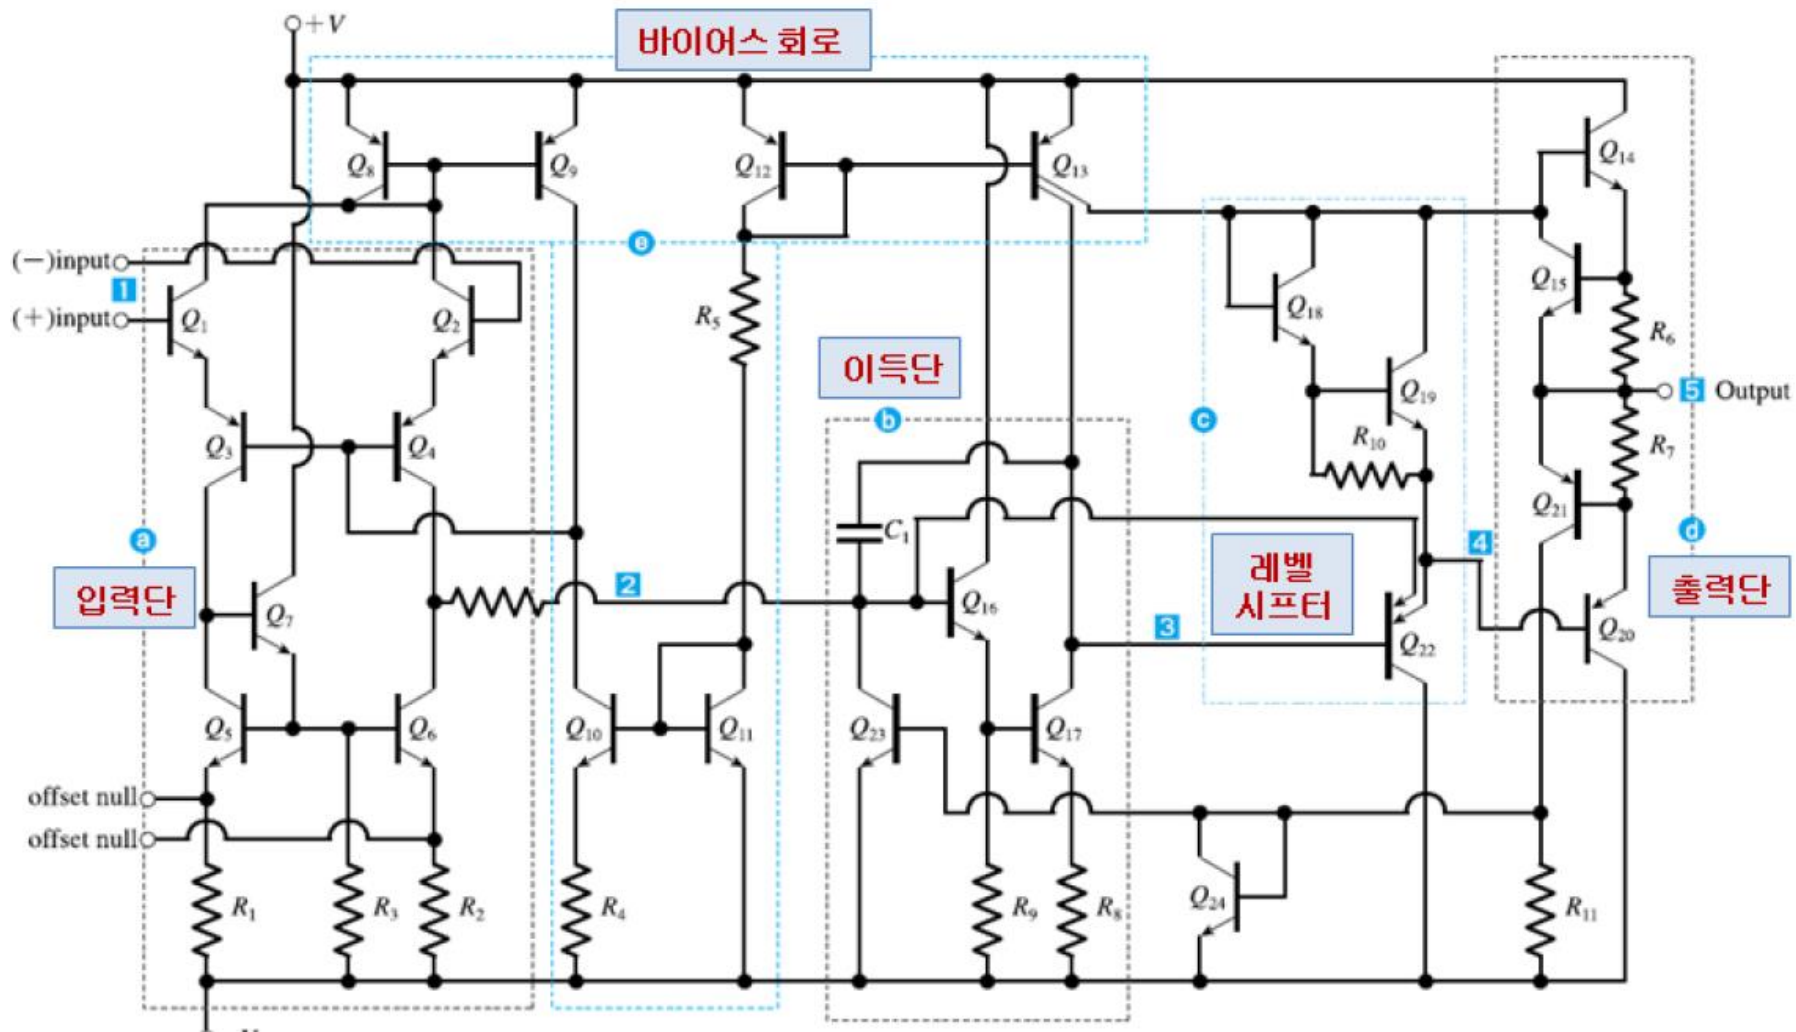 +V
바이어스 회로
Q8
Q9
Q12
Q13
Q14
e
(−)input
1
(+)input
Q1
Q2
R5
Q18
Q15
R6
이득단
Q19
5 Output
b
c
Q3
Q4
R10
R7
a
C1
레벨
시프터
4
Q21
d
입력단
2
Q7
Q16
3
Q22
Q20
출력단
Q5
Q6
Q10
Q11
Q23
Q17
offset null
offset null
R1
R3
R2
R4
R9
R8
Q24
R11